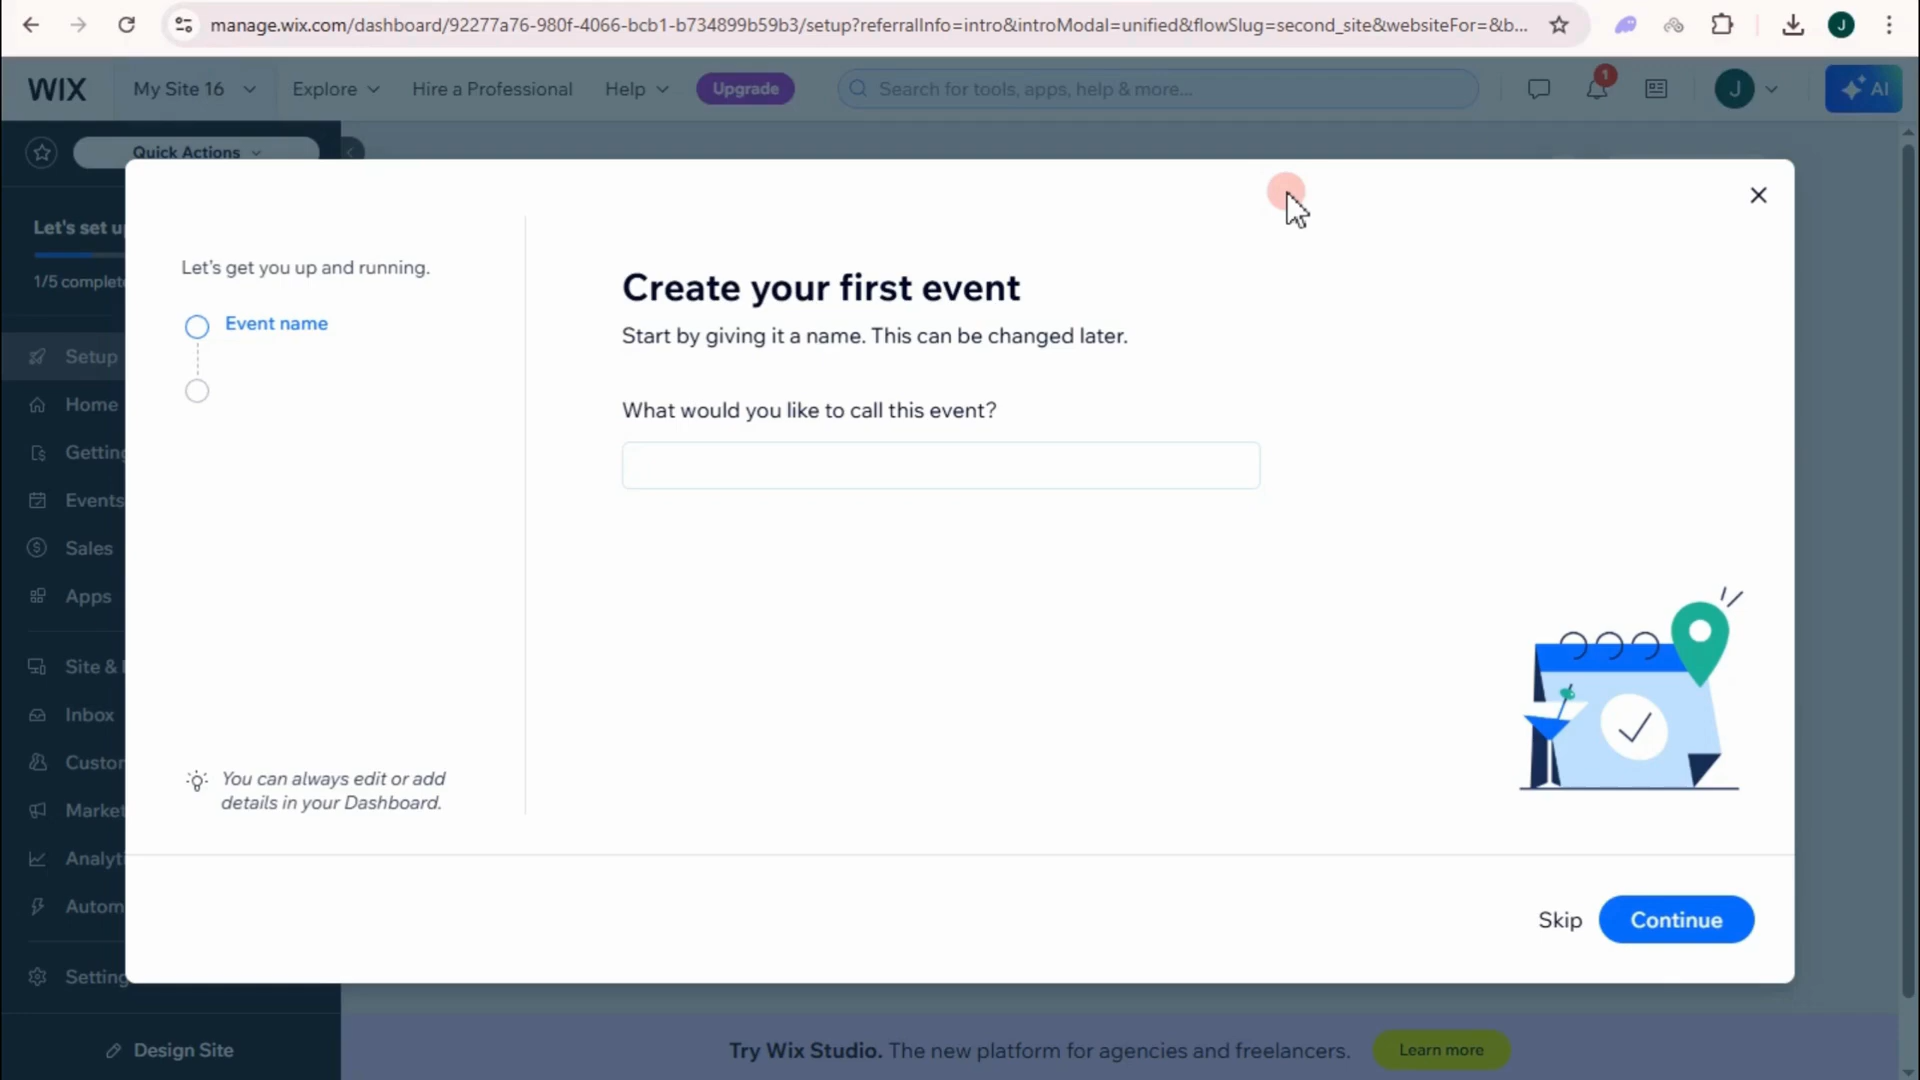 manage.wix.com/dashboard/92277a76-980f-4066-bcb1-b734899b59b3/setup?referralInfo=intro&introModal=unified&flowSlug=second_site&websiteFor=&b...
J
WIX
My Site 16
Explore
Hire a Professional
Help
Upgrade
Search for tools, apps, help & more...
1
J
AI
Quick Actions
Let's set u
1/5 complete
Setup
Home
Getting
Events
Sales
Apps
Site &
Inbox
Custor
Market
Analyti
Autom
Setting
Design Site
Let's get you up and running.
Event name
You can always edit or add
details in your Dashboard.
Create your first event
Start by giving it a name. This can be changed later.
What would you like to call this event?
Skip
Continue
Try Wix Studio. The new platform for agencies and freelancers.
Learn more